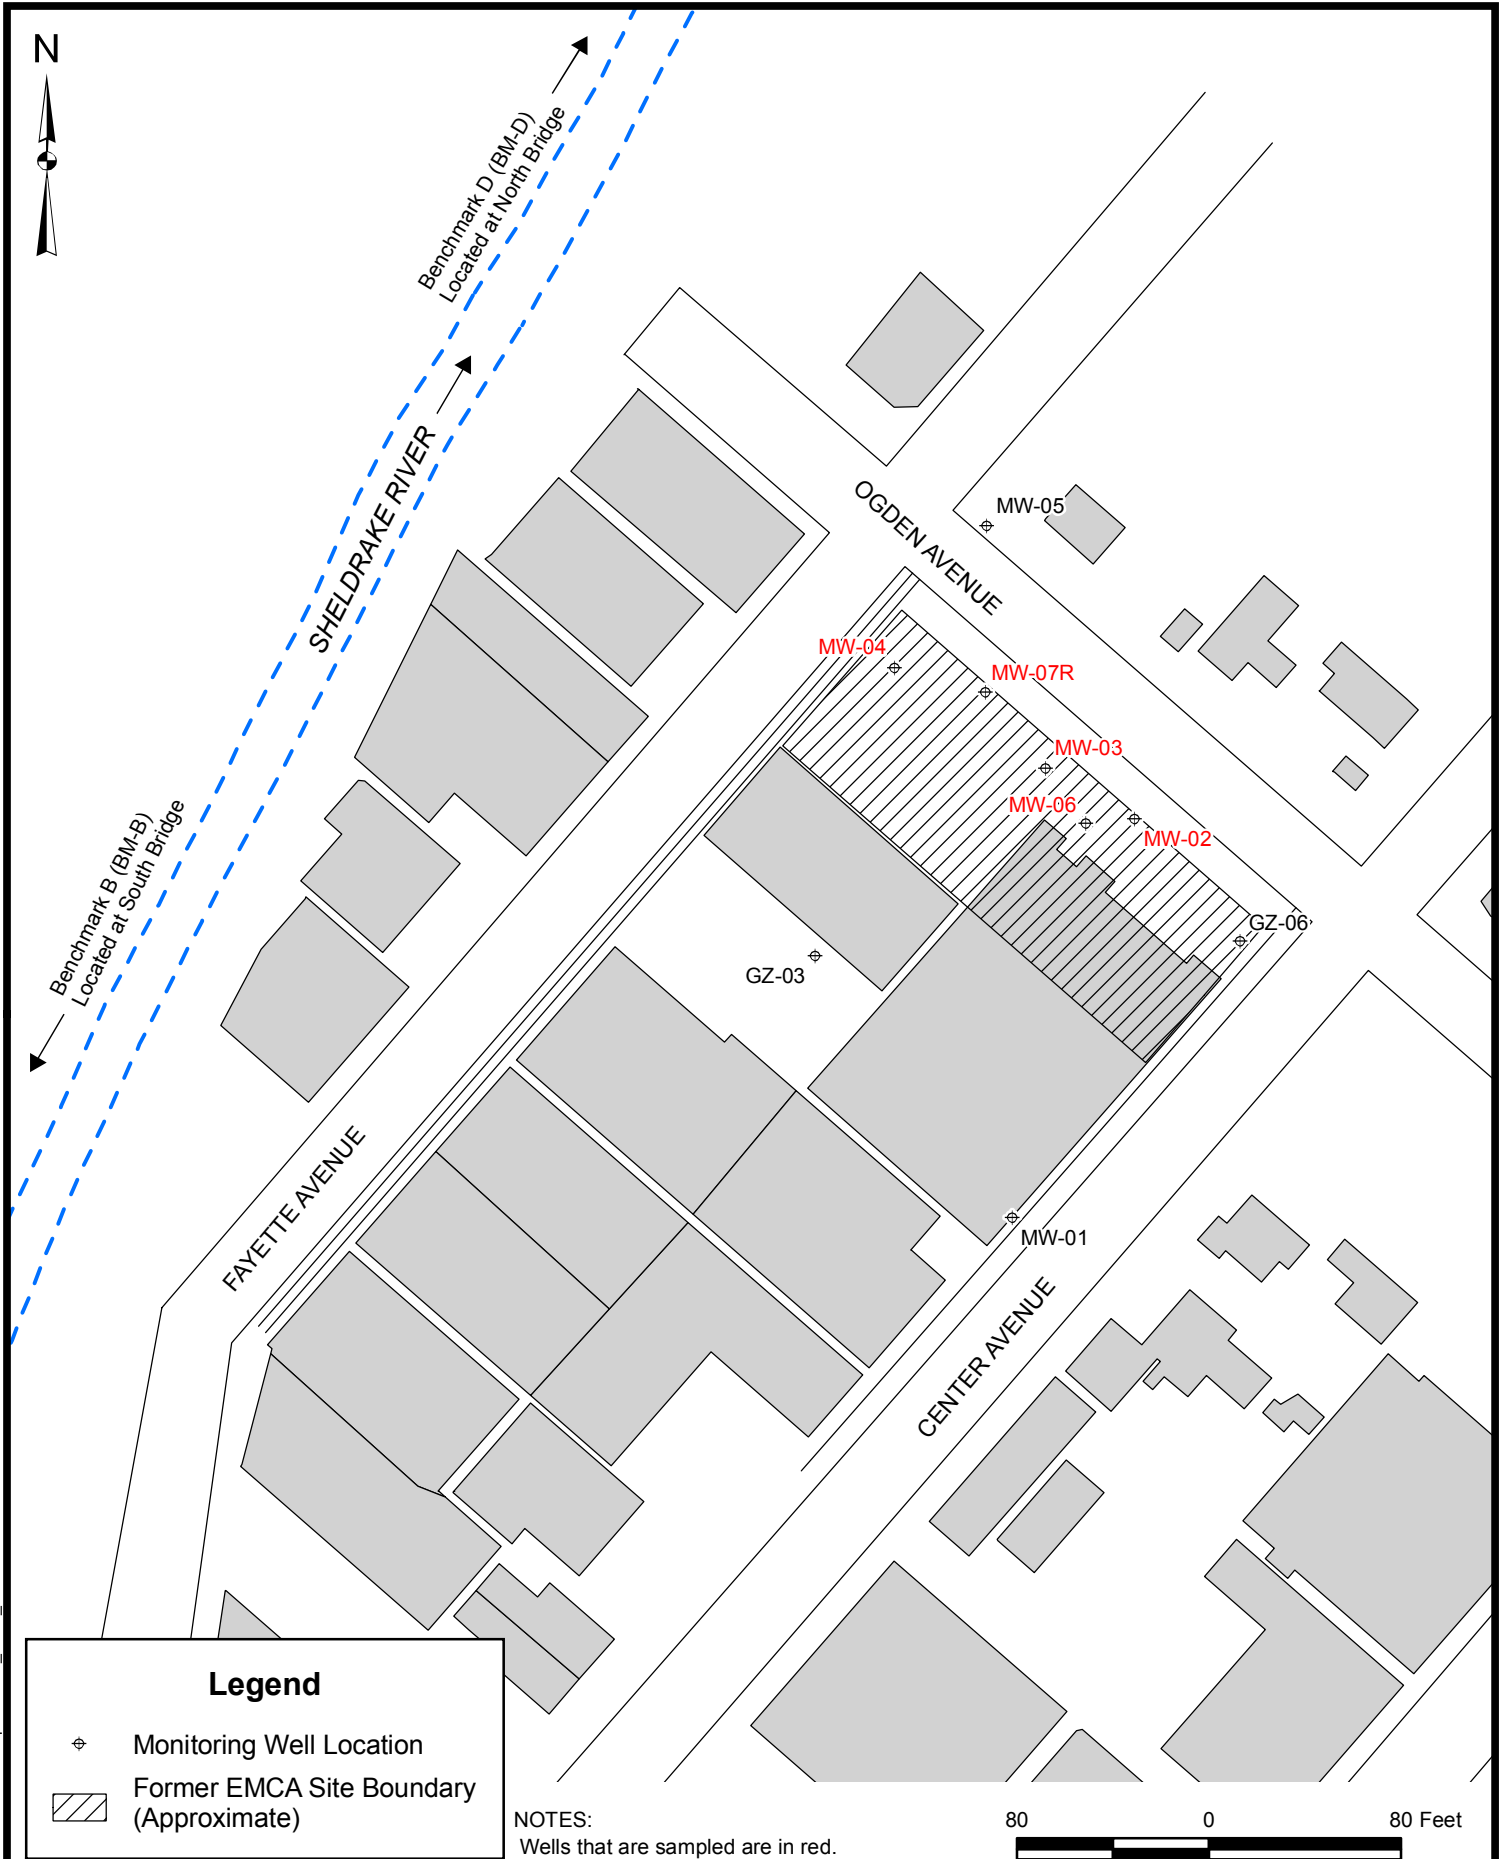 N
Benchmark D (BM-D)
Located at North Bridge
SHELDRAKE RIVER
OGDEN AVENUE
MW-05
MW-04
MW-07R
MW-03
MW-06
MW-02
GZ-06
GZ-03
Benchmark B (BM-B)
Located at South Bridge
FAYETTE AVENUE
MW-01
CENTER AVENUE
Legend
Monitoring Well Location
Former EMCA Site Boundary
(Approximate)
NOTES:
Wells that are sampled are in red.
80 0 80 Feet